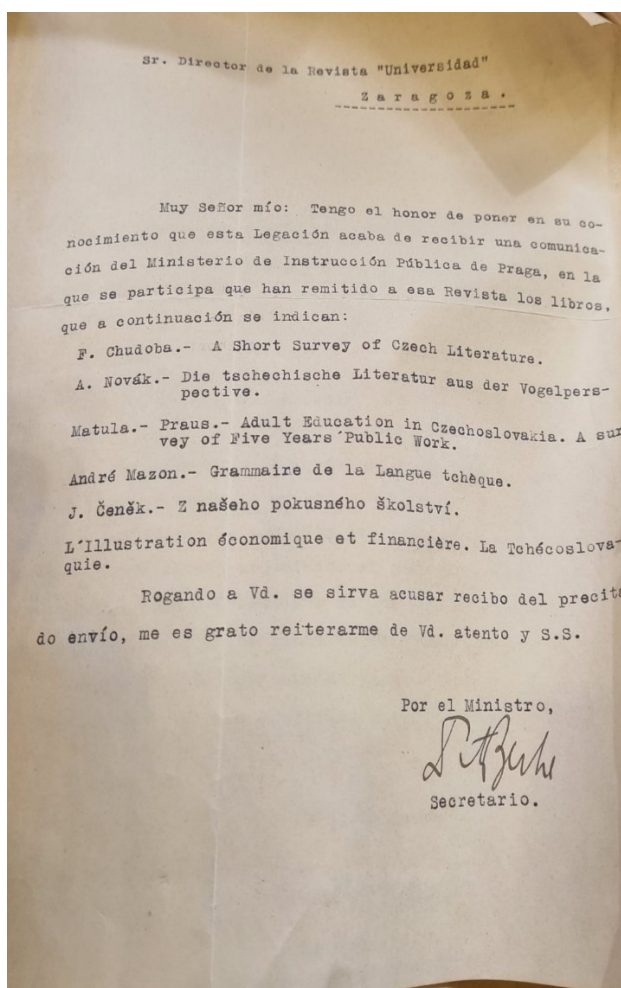 Sr. Director de la Revista "Universidad"
Zaragoza.
Muy Señor mío: Tengo el honor de poner en su co-
nocimiento que esta Legación acaba de recibir una comunica-
ción del Ministerio de Instrucción Pública de Praga, en la
que se participa que han remitido a esa Revista los libros,
que a continuación se indican:
F. Chudoba.- A Short Survey of Czech Literature.
A. Novák.- Die tschechische Literatur aus der Vogelpers-
pective.
Matula.- Praus.- Adult Education in Czechoslovakia. A sur
vey of Five Years´Public Work.
André Mazon.- Grammaire de la Langue tchèque.
J. Čeněk.- Z našeho pokusného školství.
L´Illustration économique et financière. La Tchécoslova-
quie.
Rogando a Vd. se sirva acusar recibo del precita
do envío, me es grato reiterarme de Vd. atento y S.S.
Por el Ministro,
Secretario.